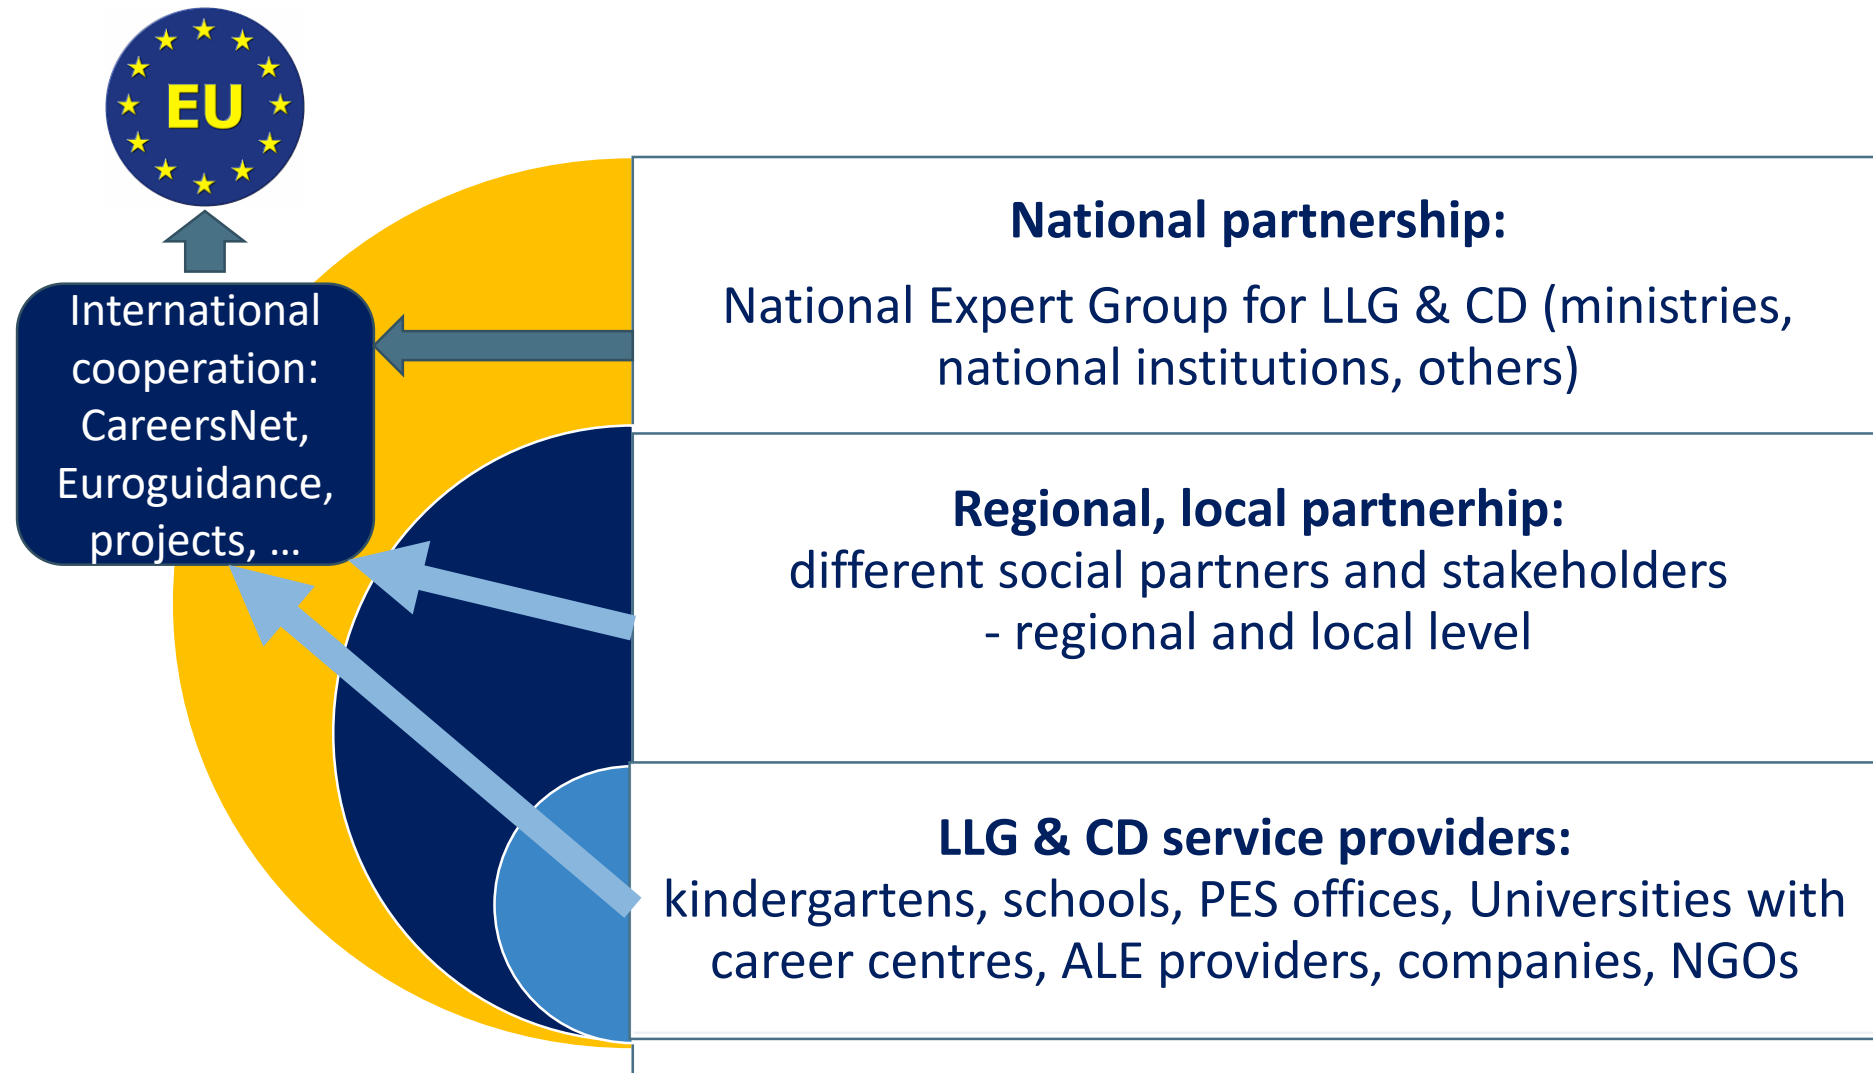 EU
International
cooperation:
CareersNet,
Euroguidance,
projects, ...
National partnership:
National Expert Group for LLG & CD (ministries,
national institutions, others)
Regional, local partnerhip:
different social partners and stakeholders
- regional and local level
LLG & CD service providers:
kindergartens, schools, PES offices, Universities with
career centres, ALE providers, companies, NGOs